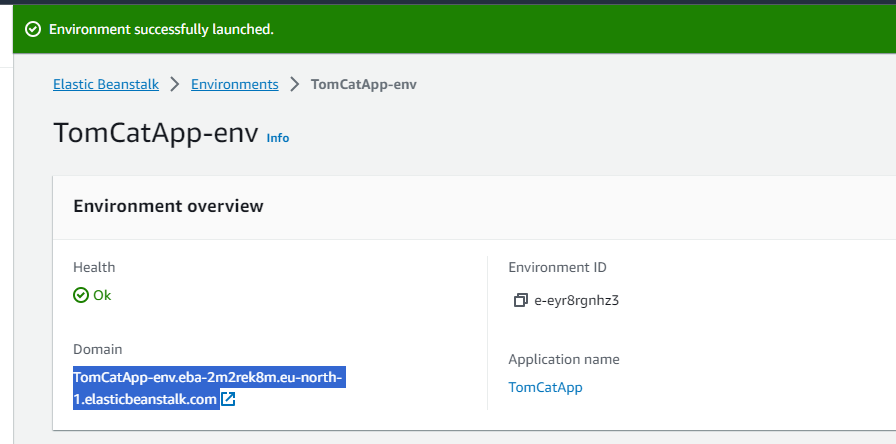 Environment successfully launched.
Elastic Beanstalk > Environments > TomCatApp-env
TomCatApp-env Info
Environment overview
Health
Ok
Domain
TomCatApp-env.eba-2m2rek8m.eu-north-
1.elasticbeanstalk.com
Environment ID
e-eyr8rgnhz3
Application name
TomCatApp